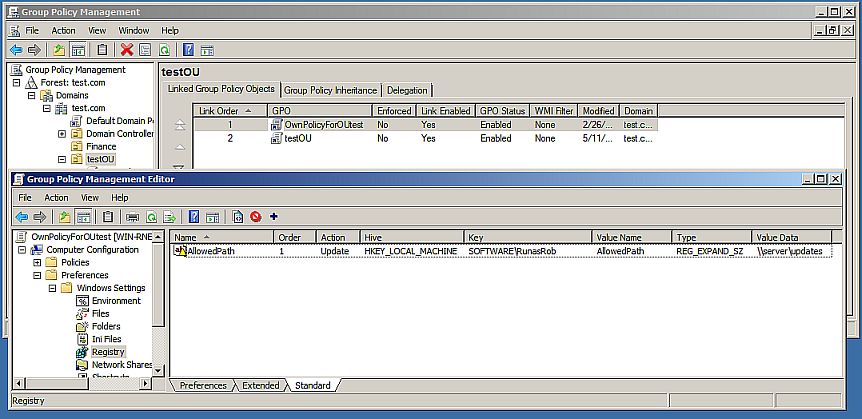 Group Policy Management
File Action View Window Help
Group Policy Management
Forest: test.com
Domains
test.com
Default Domain P
Domain Controller
Finance
testOU
testOU
Linked Group Policy Objects Group Policy Inheritance Delegation
Link Order GPO Enforced Link Enabled GPO Status WMI Filter Modified Domain
1 OwnPolicyForOUtest No Yes Enabled None 2/26/... test.c...
2 testOU No Yes Enabled None 5/11/... test.c...
Group Policy Management Editor
File Action View Help
OwnPolicyForOUtest [WIN-RNE
Computer Configuration
Policies
Preferences
Windows Settings
Environment
Files
Folders
Ini Files
Registry
Network Shares
Shortcuts
Name Order Action Hive Key Value Name Type Value Data
AllowedPath 1 Update HKEY_LOCAL_MACHINE SOFTWARE\RunasRob AllowedPath REG_EXPAND_SZ \\server\updates
Preferences Extended Standard
Registry